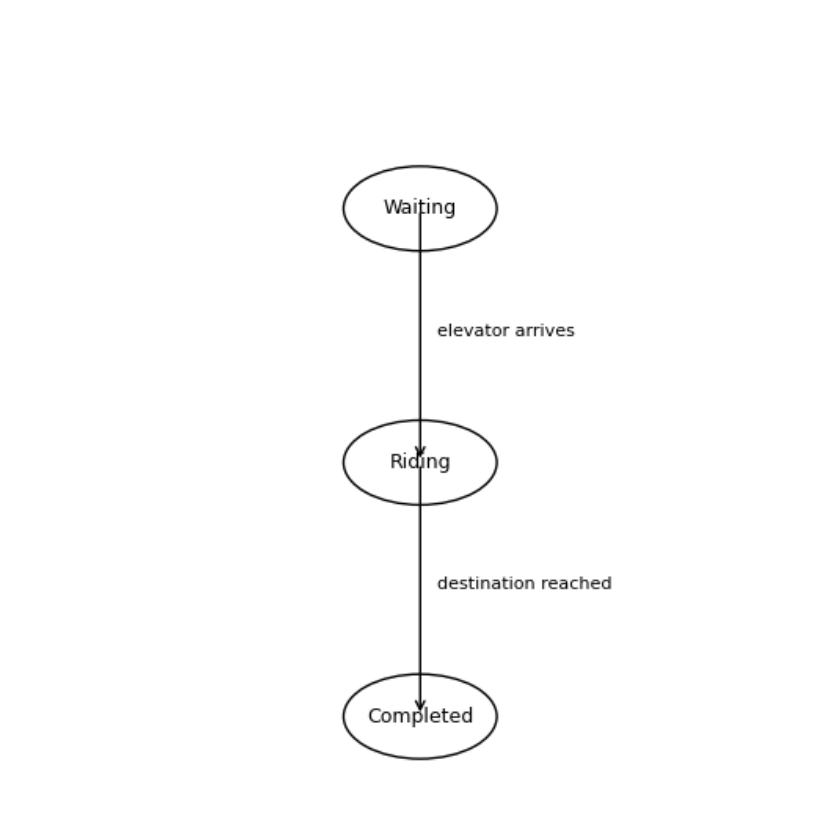 Waiting
elevator arrives
Riding
destination reached
Completed